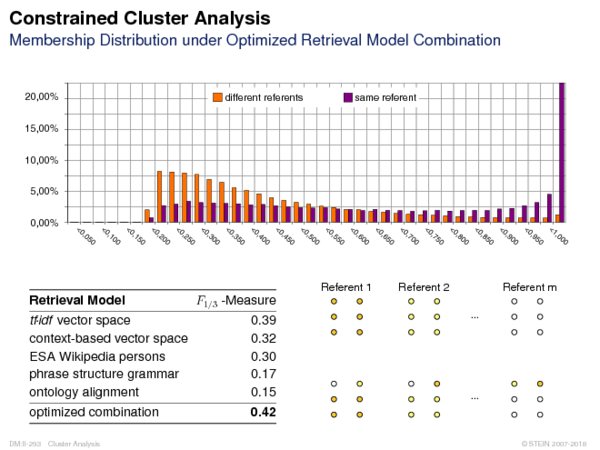 Constrained Cluster Analysis
Membership Distribution under Optimized Retrieval Model Combination
different referents same referent
20,00%
15,00%
10,00%
5,00%
0,00%
<0,050 <0,100 <0,150 <0,200 <0,250 <0,300 <0,350 <0,400 <0,450 <0,500 <0,550 <0,600 <0,650 <0,700 <0,750 <0,800 <0,850 <0,900 <0,950 <1,000
Referent 1 Referent 2 Referent m
Retrieval Model F1/3 -Measure
tf·idf vector space 0.39
...
context-based vector space 0.32
ESA Wikipedia persons 0.30
phrase structure grammar 0.17
ontology alignment 0.15
...
optimized combination 0.42
DM:II-293 Cluster Analysis © STEIN 2007-2018